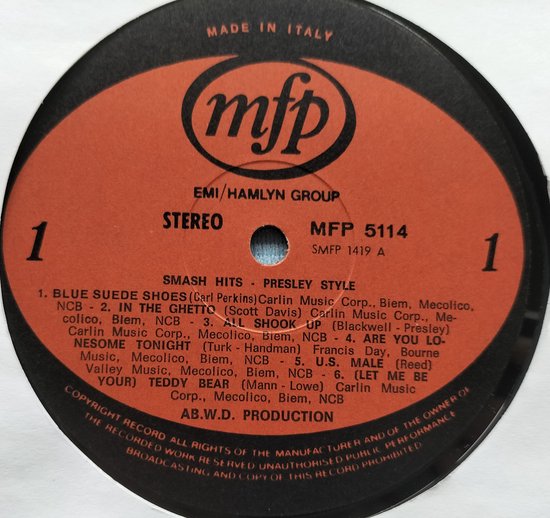 MADE IN ITALY
mfp
EMI/HAMLYN GROUP
STEREO MFP 5114
SMFP 1419 A
1 1
SMASH HITS - PRESLEY STYLE
1. BLUE SUEDE SHOES (Carl Perkins) Carlin Music Corp., Biem, Mecolico,
NCB - 2. IN THE GHETTO (Scott Davis) Carlin Music Corp., Me-
colico, Biem, NCB - 3. ALL SHOOK UP (Blackwell - Presley)
Carlin Music Corp., Mecolico, Biem, NCB - 4. ARE YOU LO-
NESOME TONIGHT (Turk - Handman) Francis Day, Bourne
Music, Mecolico, Biem, NCB - 5. U.S. MALE (Reed)
Valley Music, Mecolico, Biem, NCB - 6. (LET ME BE
YOUR) TEDDY BEAR (Mann - Lowe) Carlin Music
Corp., Mecolico, Biem, NCB
AB.W.D. PRODUCTION
COPYRIGHT RECORD ALL RIGHTS OF THE MANUFACTURER AND OF THE OWNER OF
THE RECORDED WORK RESERVED UNAUTHORISED PUBLIC PERFORMANCE
BROADCASTING AND COPY OF THIS RECORD PROHIBITED